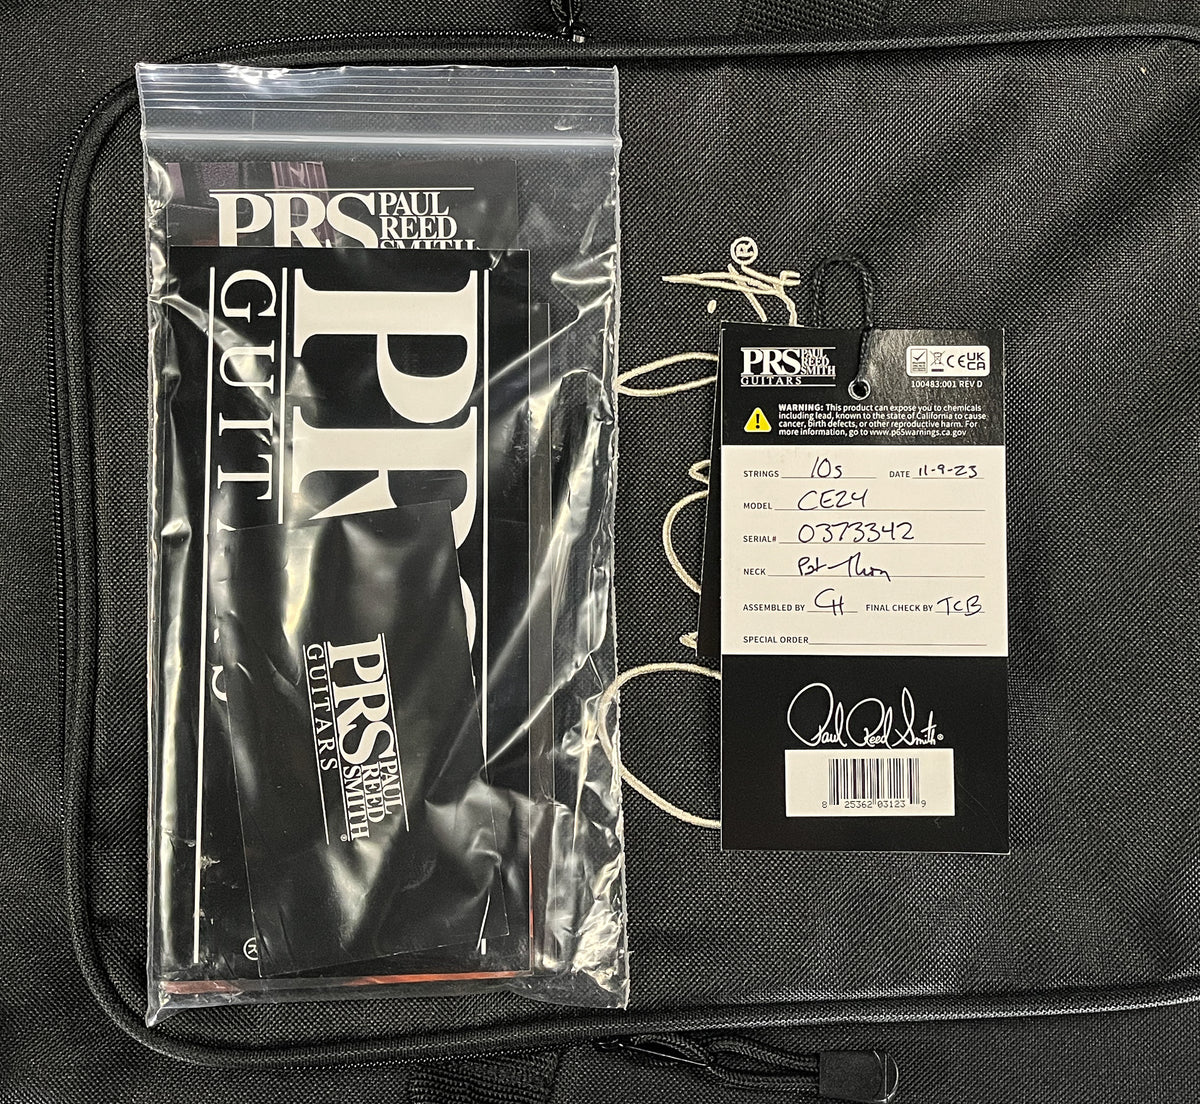 PRS PAUL
REED
SMITH
PRS
GUITARS
PRS PAUL
REED
SMITH®
GUITARS
®
®
PRS PAUL
REED
SMITH
GUITARS
CE UK
CA
100483:001 REV D
WARNING: This product can expose you to chemicals
including lead, known to the state of California to cause
cancer, birth defects, or other reproductive harm. For
more information, go to www.p65warnings.ca.gov
STRINGS 10s DATE 11-9-23
MODEL CE24
SERIAL# 0373342
NECK Pat-Thin
ASSEMBLED BY CH FINAL CHECK BY TCB
SPECIAL ORDER
Paul Reed Smith®
8 25362 03123 9